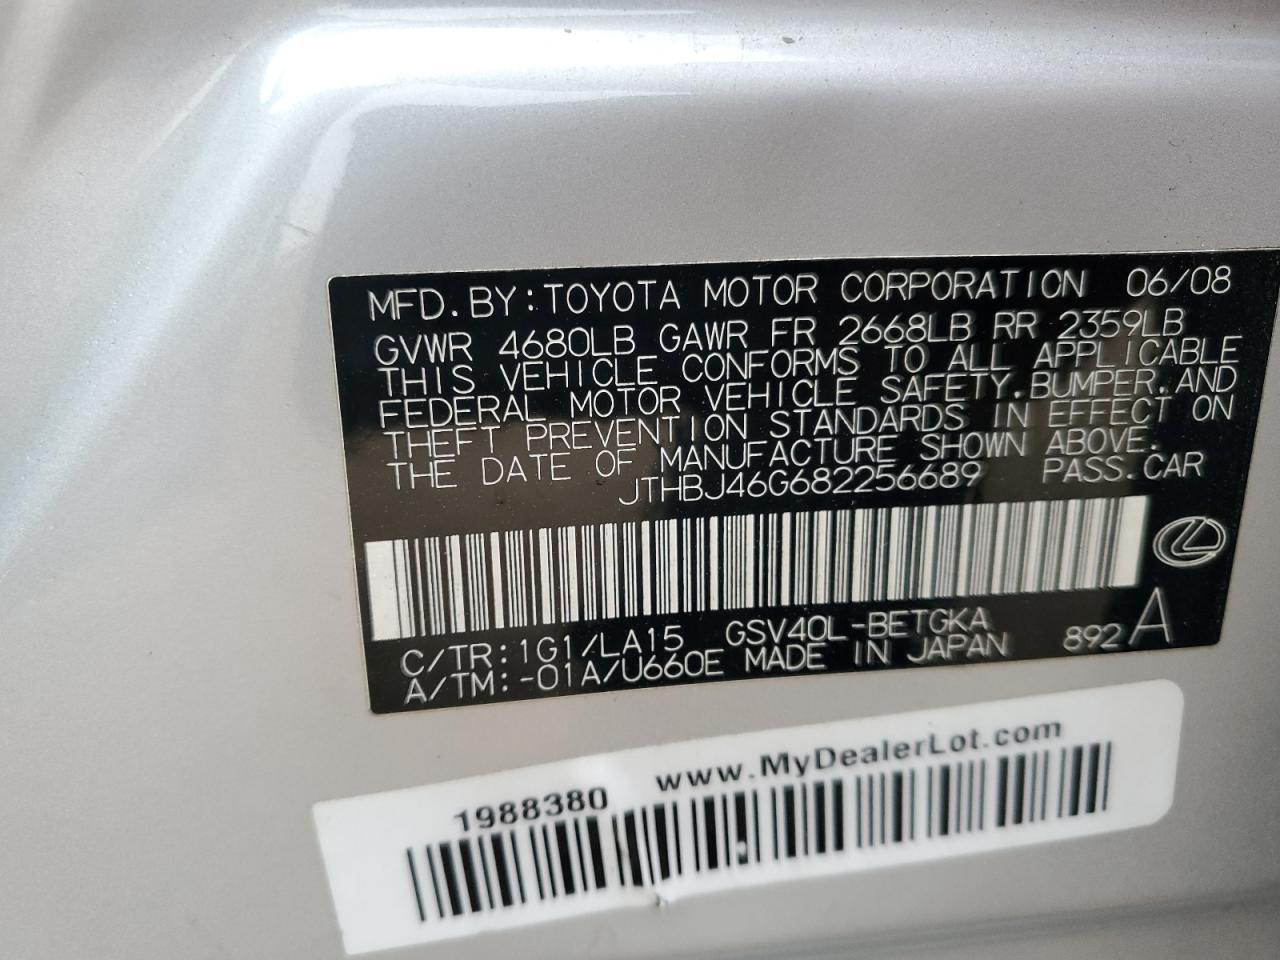 MFD. BY: TOYOTA MOTOR CORPORATION 06/08
GVWR 4680LB GAWR FR 2668LB RR 2359LB
THIS VEHICLE CONFORMS TO ALL APPLICABLE
FEDERAL MOTOR VEHICLE SAFETY, BUMPER, AND
THEFT PREVENTION STANDARDS IN EFFECT ON
THE DATE OF MANUFACTURE SHOWN ABOVE.
JTHBJ46G682256689 PASS. CAR
C/TR: 1G1/LA15 GSV40L-BETGKA 892 A
A/TM: -01A/U660E MADE IN JAPAN
1988380 www.MyDealerLot.com